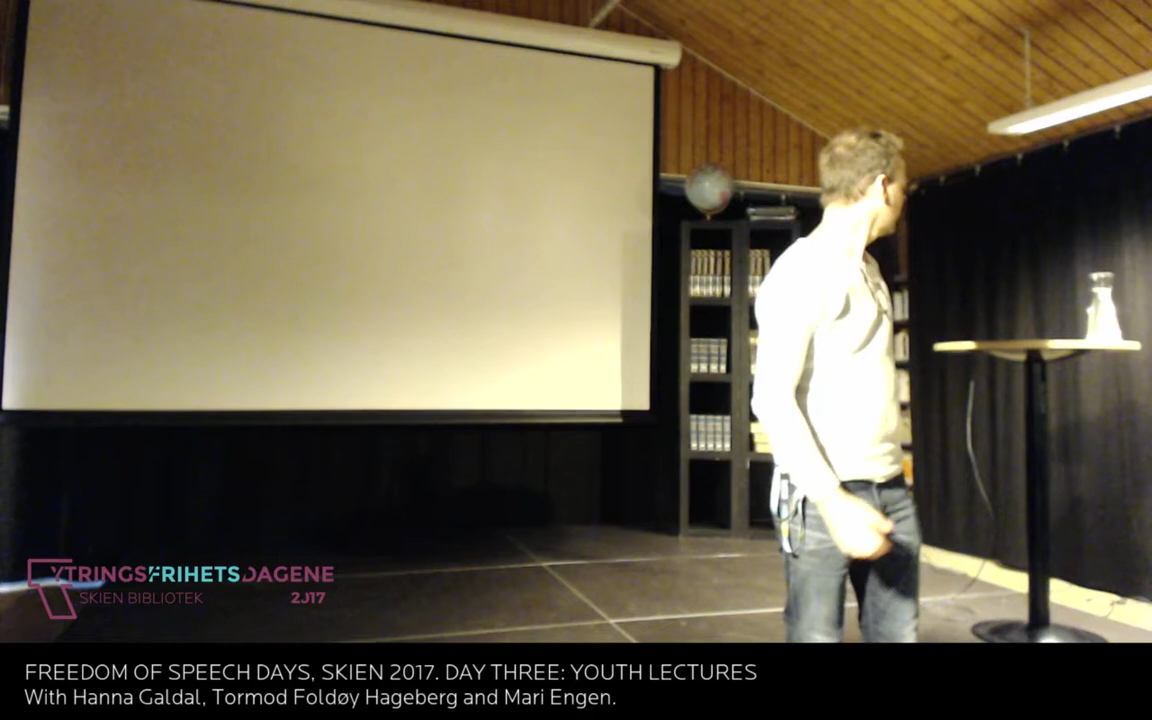 YTRINGSFRIHETSDAGENE
SKIEN BIBLIOTEK 2017
FREEDOM OF SPEECH DAYS, SKIEN 2017. DAY THREE: YOUTH LECTURES
With Hanna Galdal, Tormod Foldøy Hageberg and Mari Engen.